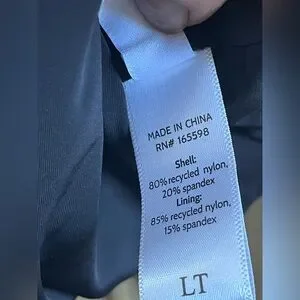 MADE IN CHINA
RN# 165598
Shell:
80% recycled nylon,
20% spandex
Lining:
85% recycled nylon,
15% spandex
LT